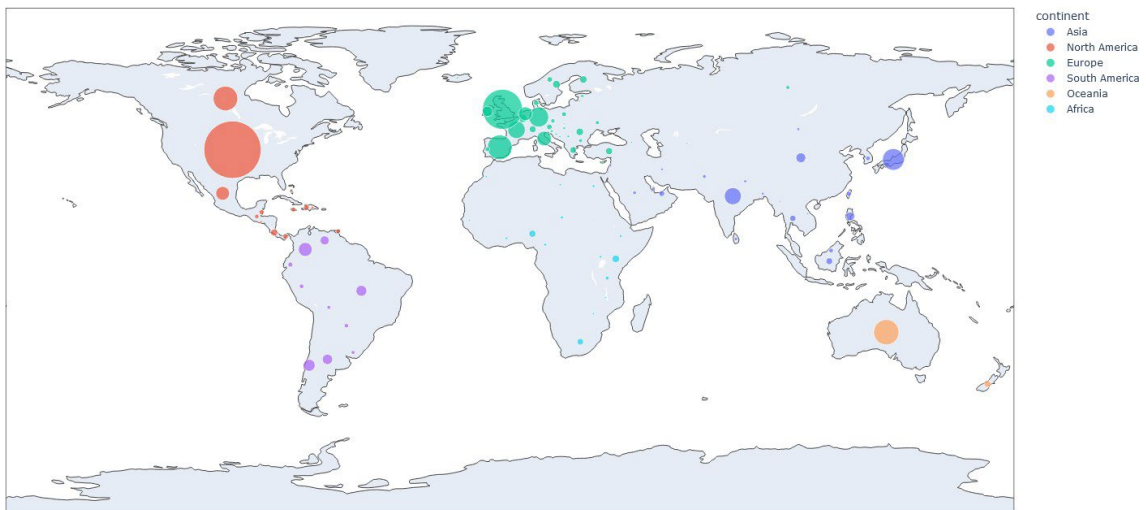 continent
Asia
North America
Europe
South America
Oceania
Africa